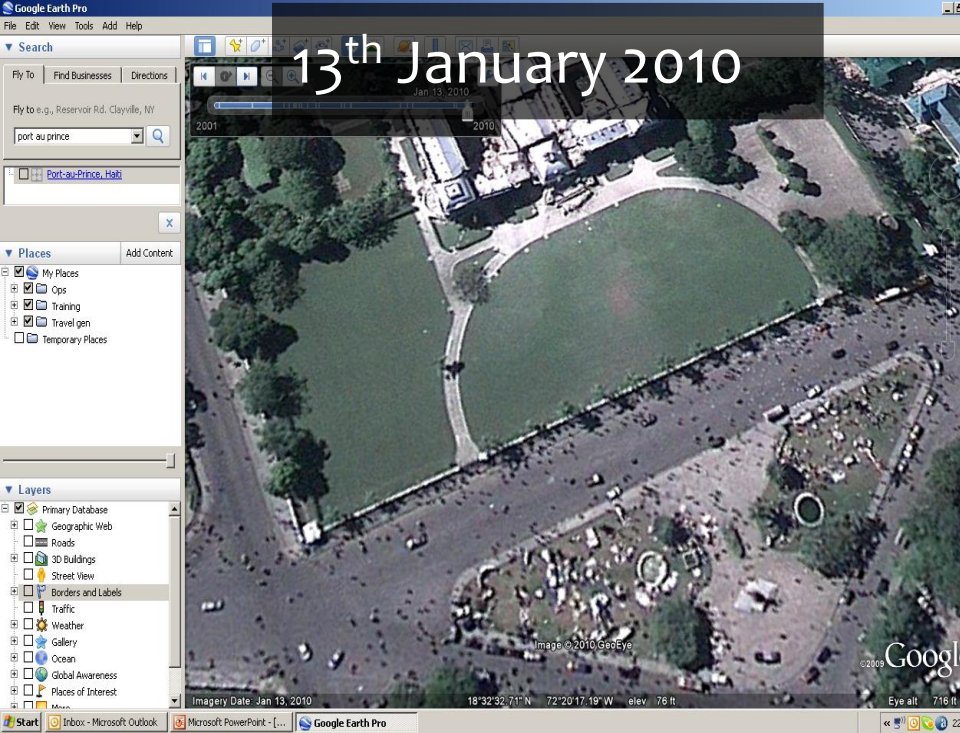 Google Earth Pro
File Edit View Tools Add Help
13th January 2010
▼ Search
Fly To
Find Businesses
Directions
Fly to e.g., Reservoir Rd. Clayville, NY
port au prince
Port-au-Prince, Haiti
X
▼ Places
Add Content
My Places
Ops
Training
Travel gen
Temporary Places
▼ Layers
Primary Database
Geographic Web
Roads
3D Buildings
Street View
Borders and Labels
Traffic
Weather
Gallery
Ocean
Global Awareness
Places of Interest
More
Jan 13, 2010
2001
2010
Image © 2010 GeoEye
©2009 Googl
Imagery Date: Jan 13, 2010
18°32'32.71" N 72°20'17.19" W elev 76 ft
Eye alt 716 ft
Start
Inbox - Microsoft Outlook
Microsoft PowerPoint - [...
Google Earth Pro
22